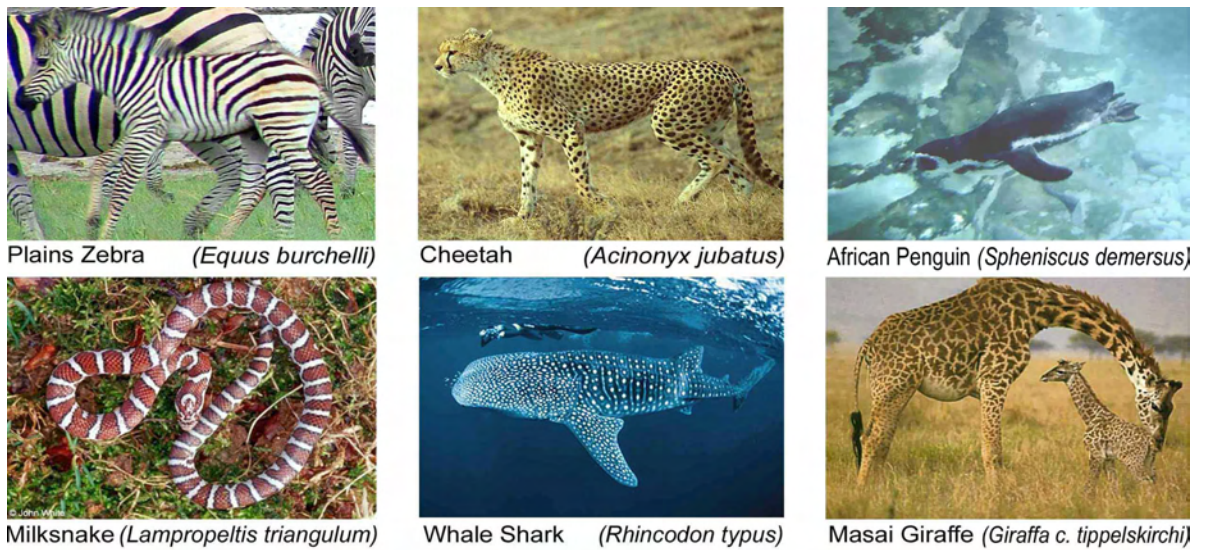 Plains Zebra (Equus burchelli)
Cheetah (Acinonyx jubatus)
African Penguin (Spheniscus demersus)
© John White
Milksnake (Lampropeltis triangulum)
Whale Shark (Rhincodon typus)
Masai Giraffe (Giraffa c. tippelskirchi)